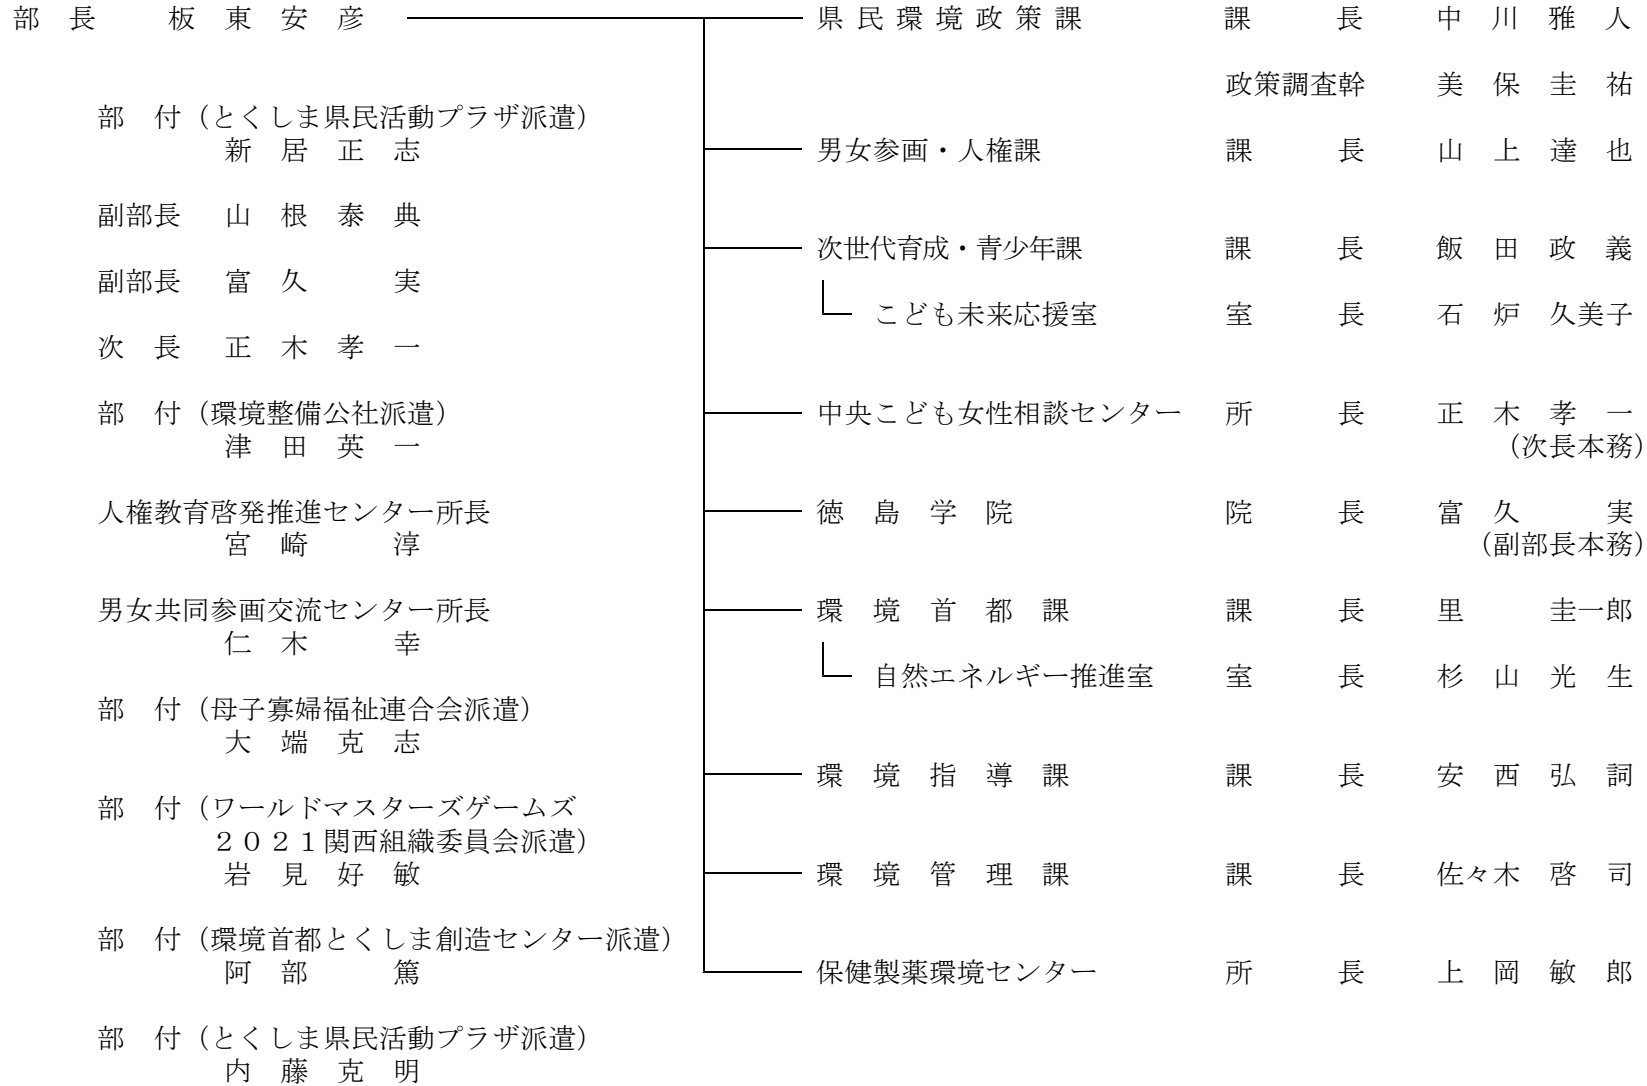 部長 板東安彦
部 付（とくしま県民活動プラザ派遣）
新居正志
副部長 山根泰典
副部長 富久 実
次長 正木孝一
部 付（環境整備公社派遣）
津田英一
人権教育啓発推進センター所長
宮崎 淳
男女共同参画交流センター所長
仁木 幸
部 付（母子寡婦福祉連合会派遣）
大端克志
部 付（ワールドマスターズゲームズ
２０２１関西組織委員会派遣）
岩見好敏
部 付（環境首都とくしま創造センター派遣）
阿部 篤
部 付（とくしま県民活動プラザ派遣）
内藤克明
県民環境政策課 課長 中川雅人
政策調査幹 美保圭祐
男女参画・人権課 課長 山上達也
次世代育成・青少年課 課長 飯田政義
こども未来応援室 室長 石炉久美子
中央こども女性相談センター 所長 正木孝一
（次長本務）
徳島学院 院長 富久 実
（副部長本務）
環境首都課 課長 里 圭一郎
自然エネルギー推進室 室長 杉山光生
環境指導課 課長 安西弘詞
環境管理課 課長 佐々木啓司
保健製薬環境センター 所長 上岡敏郎